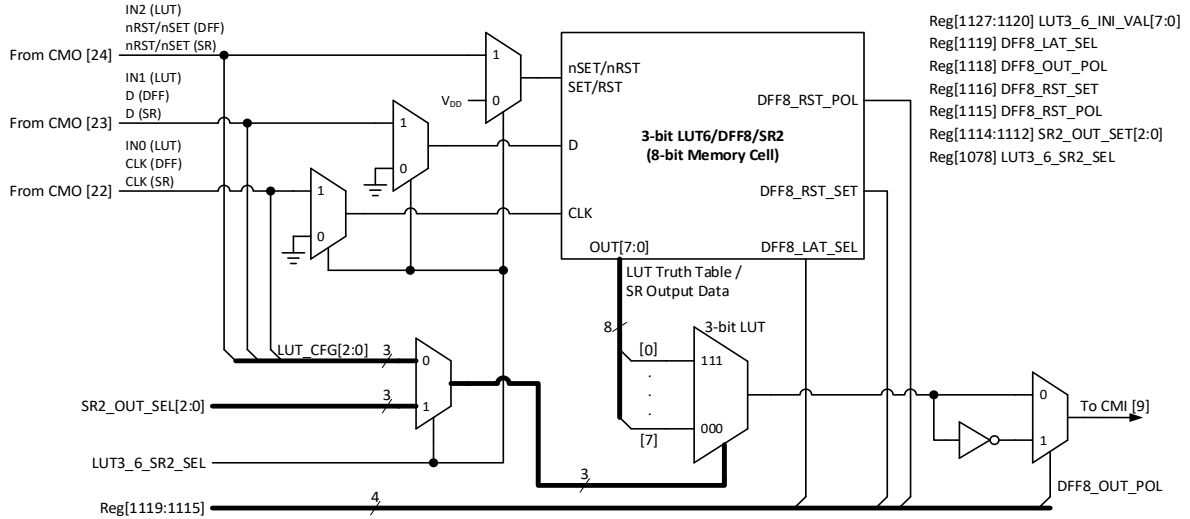 IN2 (LUT)
nRST/nSET (DFF)
nRST/nSET (SR)
From CMO [24]
IN1 (LUT)
D (DFF)
D (SR)
From CMO [23]
IN0 (LUT)
CLK (DFF)
CLK (SR)
From CMO [22]
1
0
VDD
1
0
1
0
nSET/nRST
SET/RST
D
CLK
3-bit LUT6/DFF8/SR2
(8-bit Memory Cell)
DFF8_RST_POL
DFF8_RST_SET
DFF8_LAT_SEL
OUT[7:0]
Reg[1127:1120] LUT3_6_INI_VAL[7:0]
Reg[1119] DFF8_LAT_SEL
Reg[1118] DFF8_OUT_POL
Reg[1116] DFF8_RST_SET
Reg[1115] DFF8_RST_POL
Reg[1114:1112] SR2_OUT_SET[2:0]
Reg[1078] LUT3_6_SR2_SEL
LUT Truth Table /
SR Output Data
8
3-bit LUT
[0]
111
.
.
.
.
[7]
000
LUT_CFG[2:0]
3
0
SR2_OUT_SEL[2:0]
3
1
LUT3_6_SR2_SEL
3
0
1
To CMI [9]
DFF8_OUT_POL
Reg[1119:1115]
4